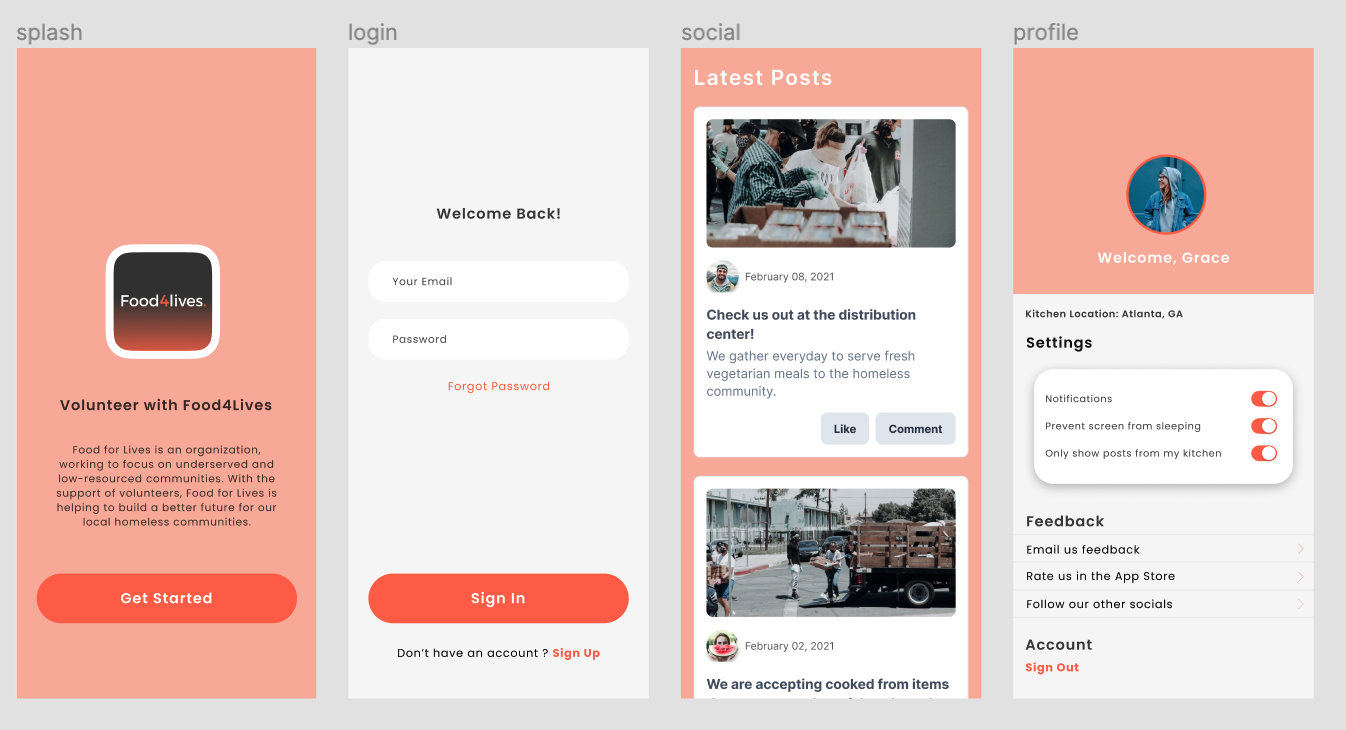 splash
Food4lives.
Volunteer with Food4Lives
Food for Lives is an organization,
working to focus on underserved and
low-resourced communities. With the
support of volunteers, Food for Lives is
helping to build a better future for our
local homeless communities.
Get Started
login
Welcome Back!
Your Email
Password
Forgot Password
Sign In
Don't have an account ? Sign Up
social
Latest Posts
February 08, 2021
Check us out at the distribution
center!
We gather everyday to serve fresh
vegetarian meals to the homeless
community.
Like
Comment
February 02, 2021
We are accepting cooked from items
profile
Welcome, Grace
Kitchen Location: Atlanta, GA
Settings
Notifications
Prevent screen from sleeping
Only show posts from my kitchen
Feedback
Email us feedback
Rate us in the App Store
Follow our other socials
Account
Sign Out